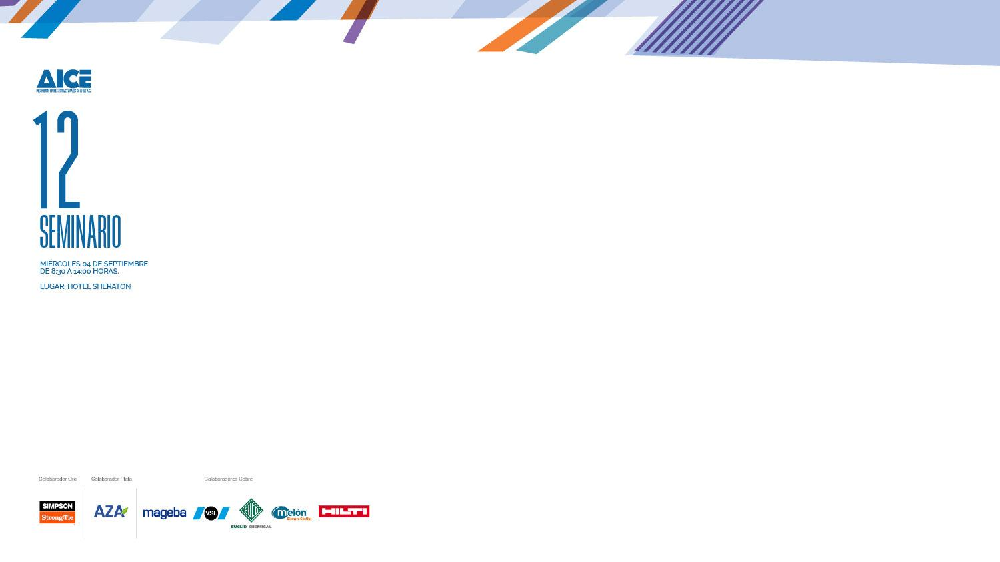 AICE
INGENIEROS CIVILES ESTRUCTURALES DE CHILE A.G.
12
SEMINARIO
MIÉRCOLES 04 DE SEPTIEMBRE
DE 8:30 A 14:00 HORAS.
LUGAR: HOTEL SHERATON
Colaborador Oro
Colaborador Plata
Colaboradores Cobre
SIMPSON
Strong-Tie
AZA
mageba
VSL
EUCO
EUCLID CHEMICAL
melón
Siempre Contigo
HILTI